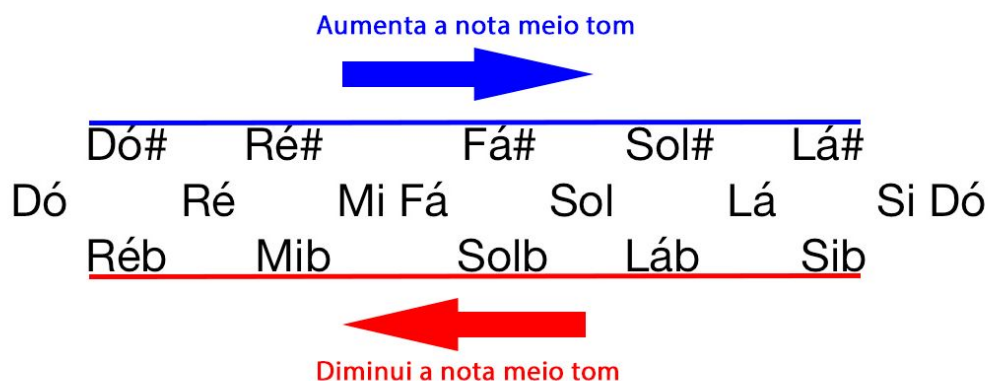 Aumenta a nota meio tom
Dó# Ré# Fá# Sol# Lá#
Dó Ré Mi Fá Sol Lá Si Dó
Réb Mib Solb Láb Sib
Diminui a nota meio tom